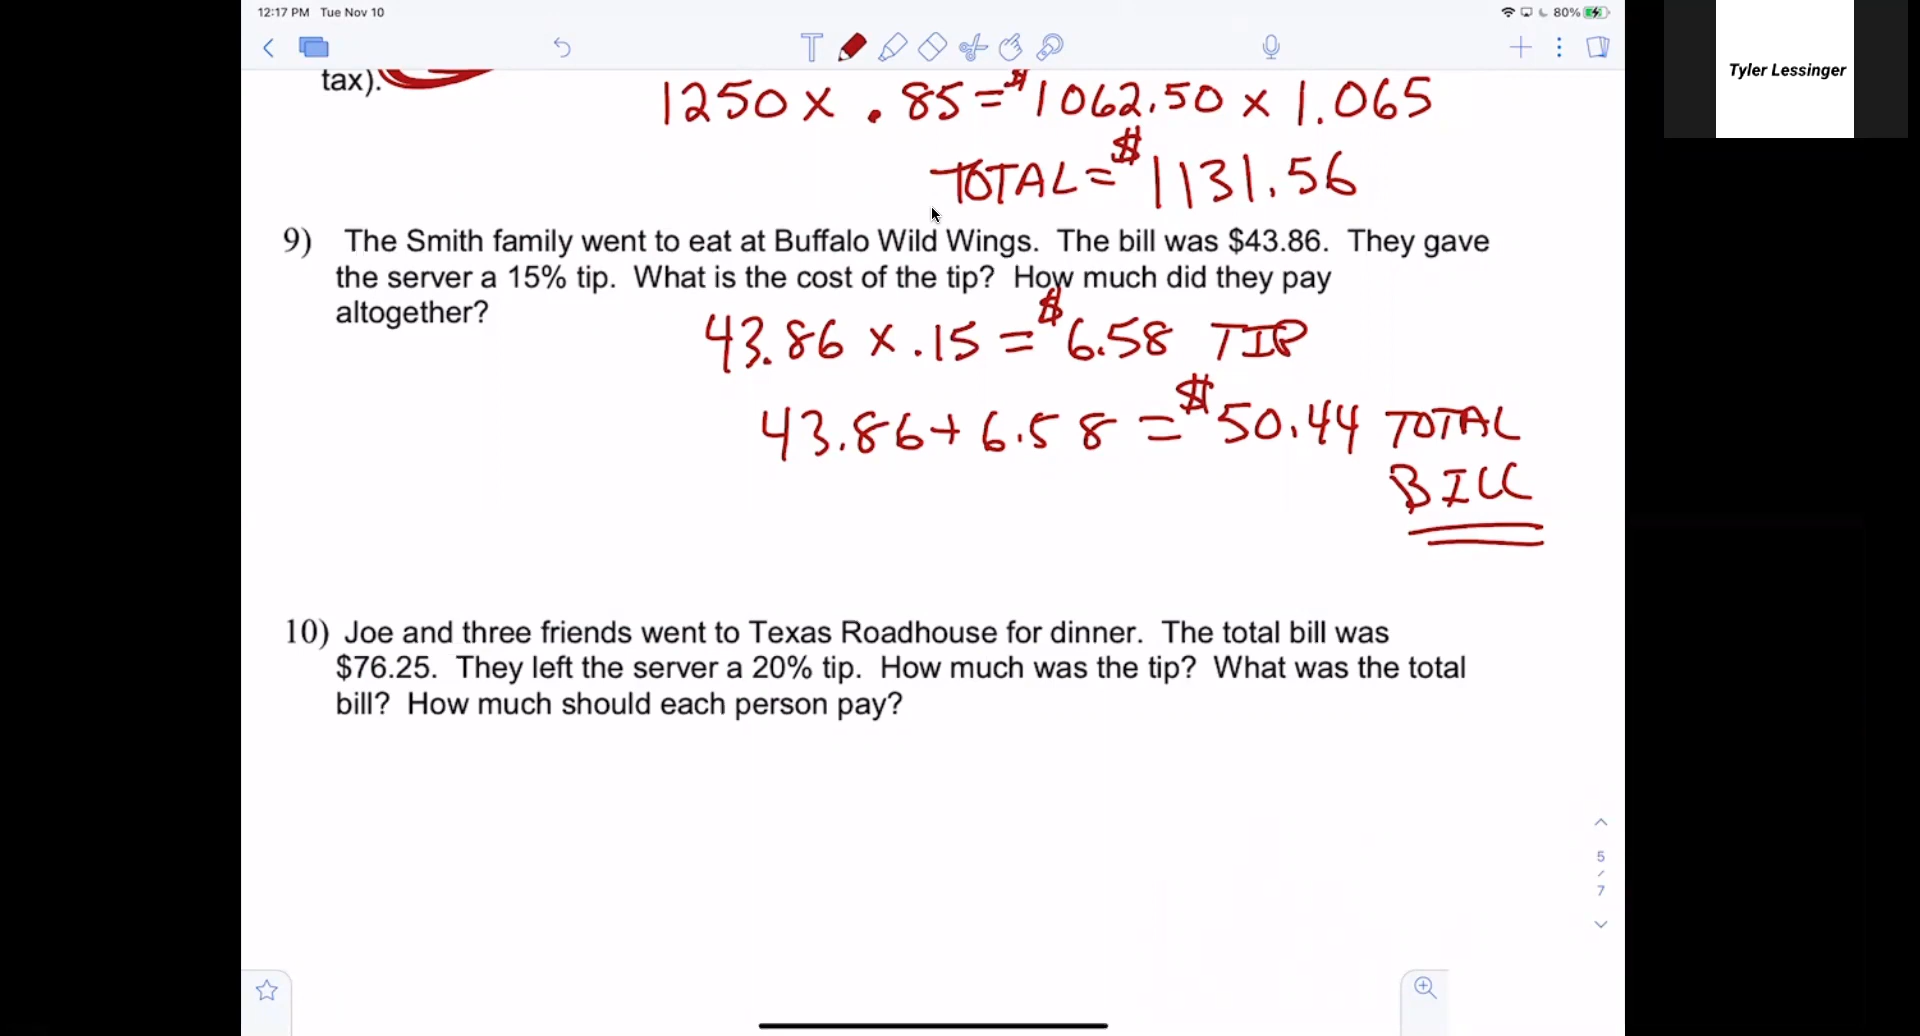 12:17 PM Tue Nov 10
80%
Tyler Lessinger
tax).
1250 x .85 = $1062.50 x 1.065
TOTAL = $1131.56
9) The Smith family went to eat at Buffalo Wild Wings. The bill was $43.86. They gave
the server a 15% tip. What is the cost of the tip? How much did they pay
altogether?
43.86 x .15 = $6.58 TIP
43.86 + 6.58 = $50.44 TOTAL
BILL
10) Joe and three friends went to Texas Roadhouse for dinner. The total bill was
$76.25. They left the server a 20% tip. How much was the tip? What was the total
bill? How much should each person pay?
5
/
7